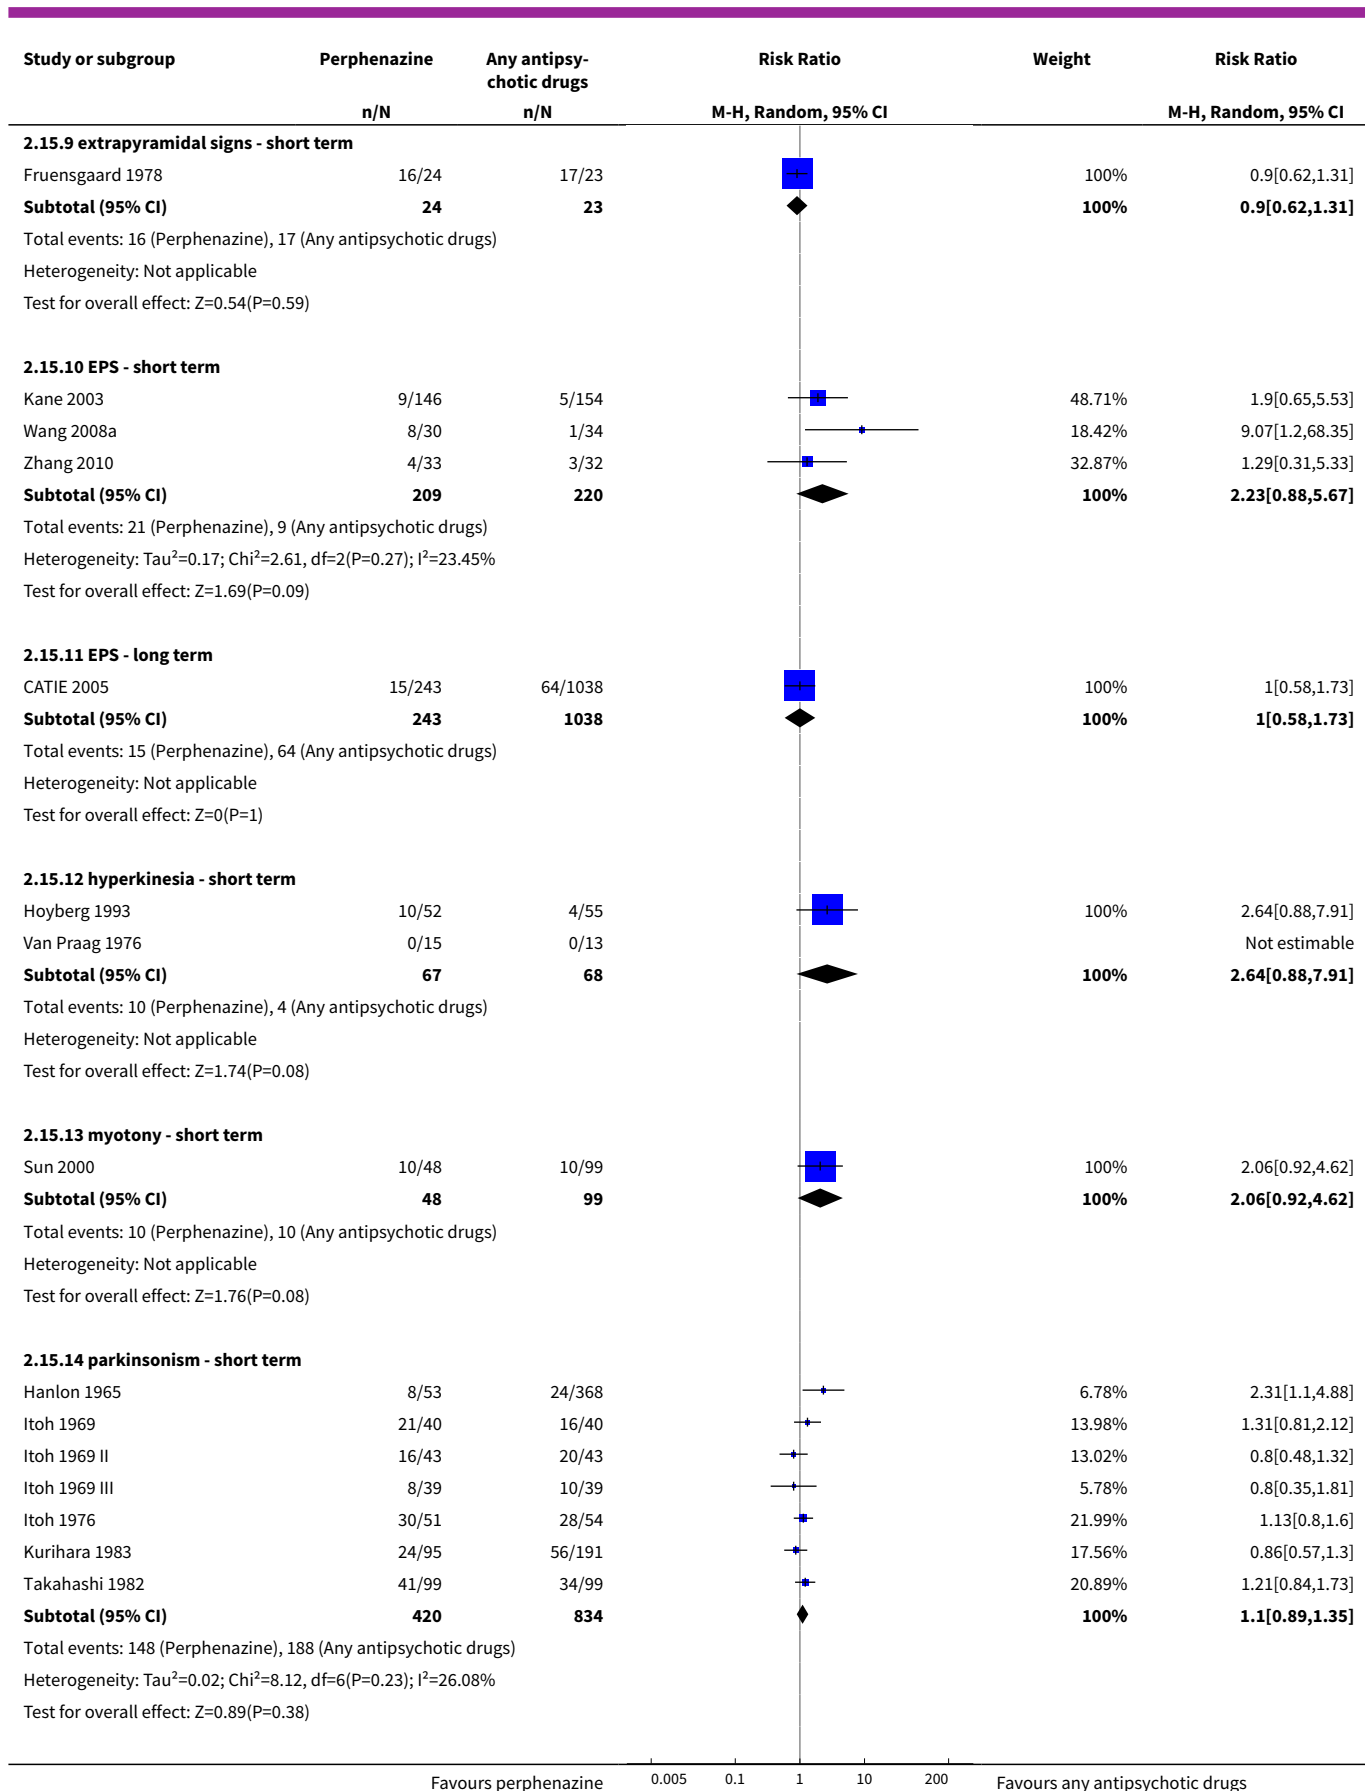 Study or subgroup Perphenazine Any antipsy- Risk Ratio Weight Risk Ratio
chotic drugs
n/N n/N M-H, Random, 95% CI M-H, Random, 95% CI
2.15.9 extrapyramidal signs - short term
Fruensgaard 1978 16/24 17/23 100% 0.9[0.62,1.31]
Subtotal (95% CI) 24 23 100% 0.9[0.62,1.31]
Total events: 16 (Perphenazine), 17 (Any antipsychotic drugs)
Heterogeneity: Not applicable
Test for overall effect: Z=0.54(P=0.59)
2.15.10 EPS - short term
Kane 2003 9/146 5/154 48.71% 1.9[0.65,5.53]
Wang 2008a 8/30 1/34 18.42% 9.07[1.2,68.35]
Zhang 2010 4/33 3/32 32.87% 1.29[0.31,5.33]
Subtotal (95% CI) 209 220 100% 2.23[0.88,5.67]
Total events: 21 (Perphenazine), 9 (Any antipsychotic drugs)
Heterogeneity: Tau²=0.17; Chi²=2.61, df=2(P=0.27); I²=23.45%
Test for overall effect: Z=1.69(P=0.09)
2.15.11 EPS - long term
CATIE 2005 15/243 64/1038 100% 1[0.58,1.73]
Subtotal (95% CI) 243 1038 100% 1[0.58,1.73]
Total events: 15 (Perphenazine), 64 (Any antipsychotic drugs)
Heterogeneity: Not applicable
Test for overall effect: Z=0(P=1)
2.15.12 hyperkinesia - short term
Hoyberg 1993 10/52 4/55 100% 2.64[0.88,7.91]
Van Praag 1976 0/15 0/13 Not estimable
Subtotal (95% CI) 67 68 100% 2.64[0.88,7.91]
Total events: 10 (Perphenazine), 4 (Any antipsychotic drugs)
Heterogeneity: Not applicable
Test for overall effect: Z=1.74(P=0.08)
2.15.13 myotony - short term
Sun 2000 10/48 10/99 100% 2.06[0.92,4.62]
Subtotal (95% CI) 48 99 100% 2.06[0.92,4.62]
Total events: 10 (Perphenazine), 10 (Any antipsychotic drugs)
Heterogeneity: Not applicable
Test for overall effect: Z=1.76(P=0.08)
2.15.14 parkinsonism - short term
Hanlon 1965 8/53 24/368 6.78% 2.31[1.1,4.88]
Itoh 1969 21/40 16/40 13.98% 1.31[0.81,2.12]
Itoh 1969 II 16/43 20/43 13.02% 0.8[0.48,1.32]
Itoh 1969 III 8/39 10/39 5.78% 0.8[0.35,1.81]
Itoh 1976 30/51 28/54 21.99% 1.13[0.8,1.6]
Kurihara 1983 24/95 56/191 17.56% 0.86[0.57,1.3]
Takahashi 1982 41/99 34/99 20.89% 1.21[0.84,1.73]
Subtotal (95% CI) 420 834 100% 1.1[0.89,1.35]
Total events: 148 (Perphenazine), 188 (Any antipsychotic drugs)
Heterogeneity: Tau²=0.02; Chi²=8.12, df=6(P=0.23); I²=26.08%
Test for overall effect: Z=0.89(P=0.38)
Favours perphenazine 0.005 0.1 1 10 200 Favours any antipsychotic drugs